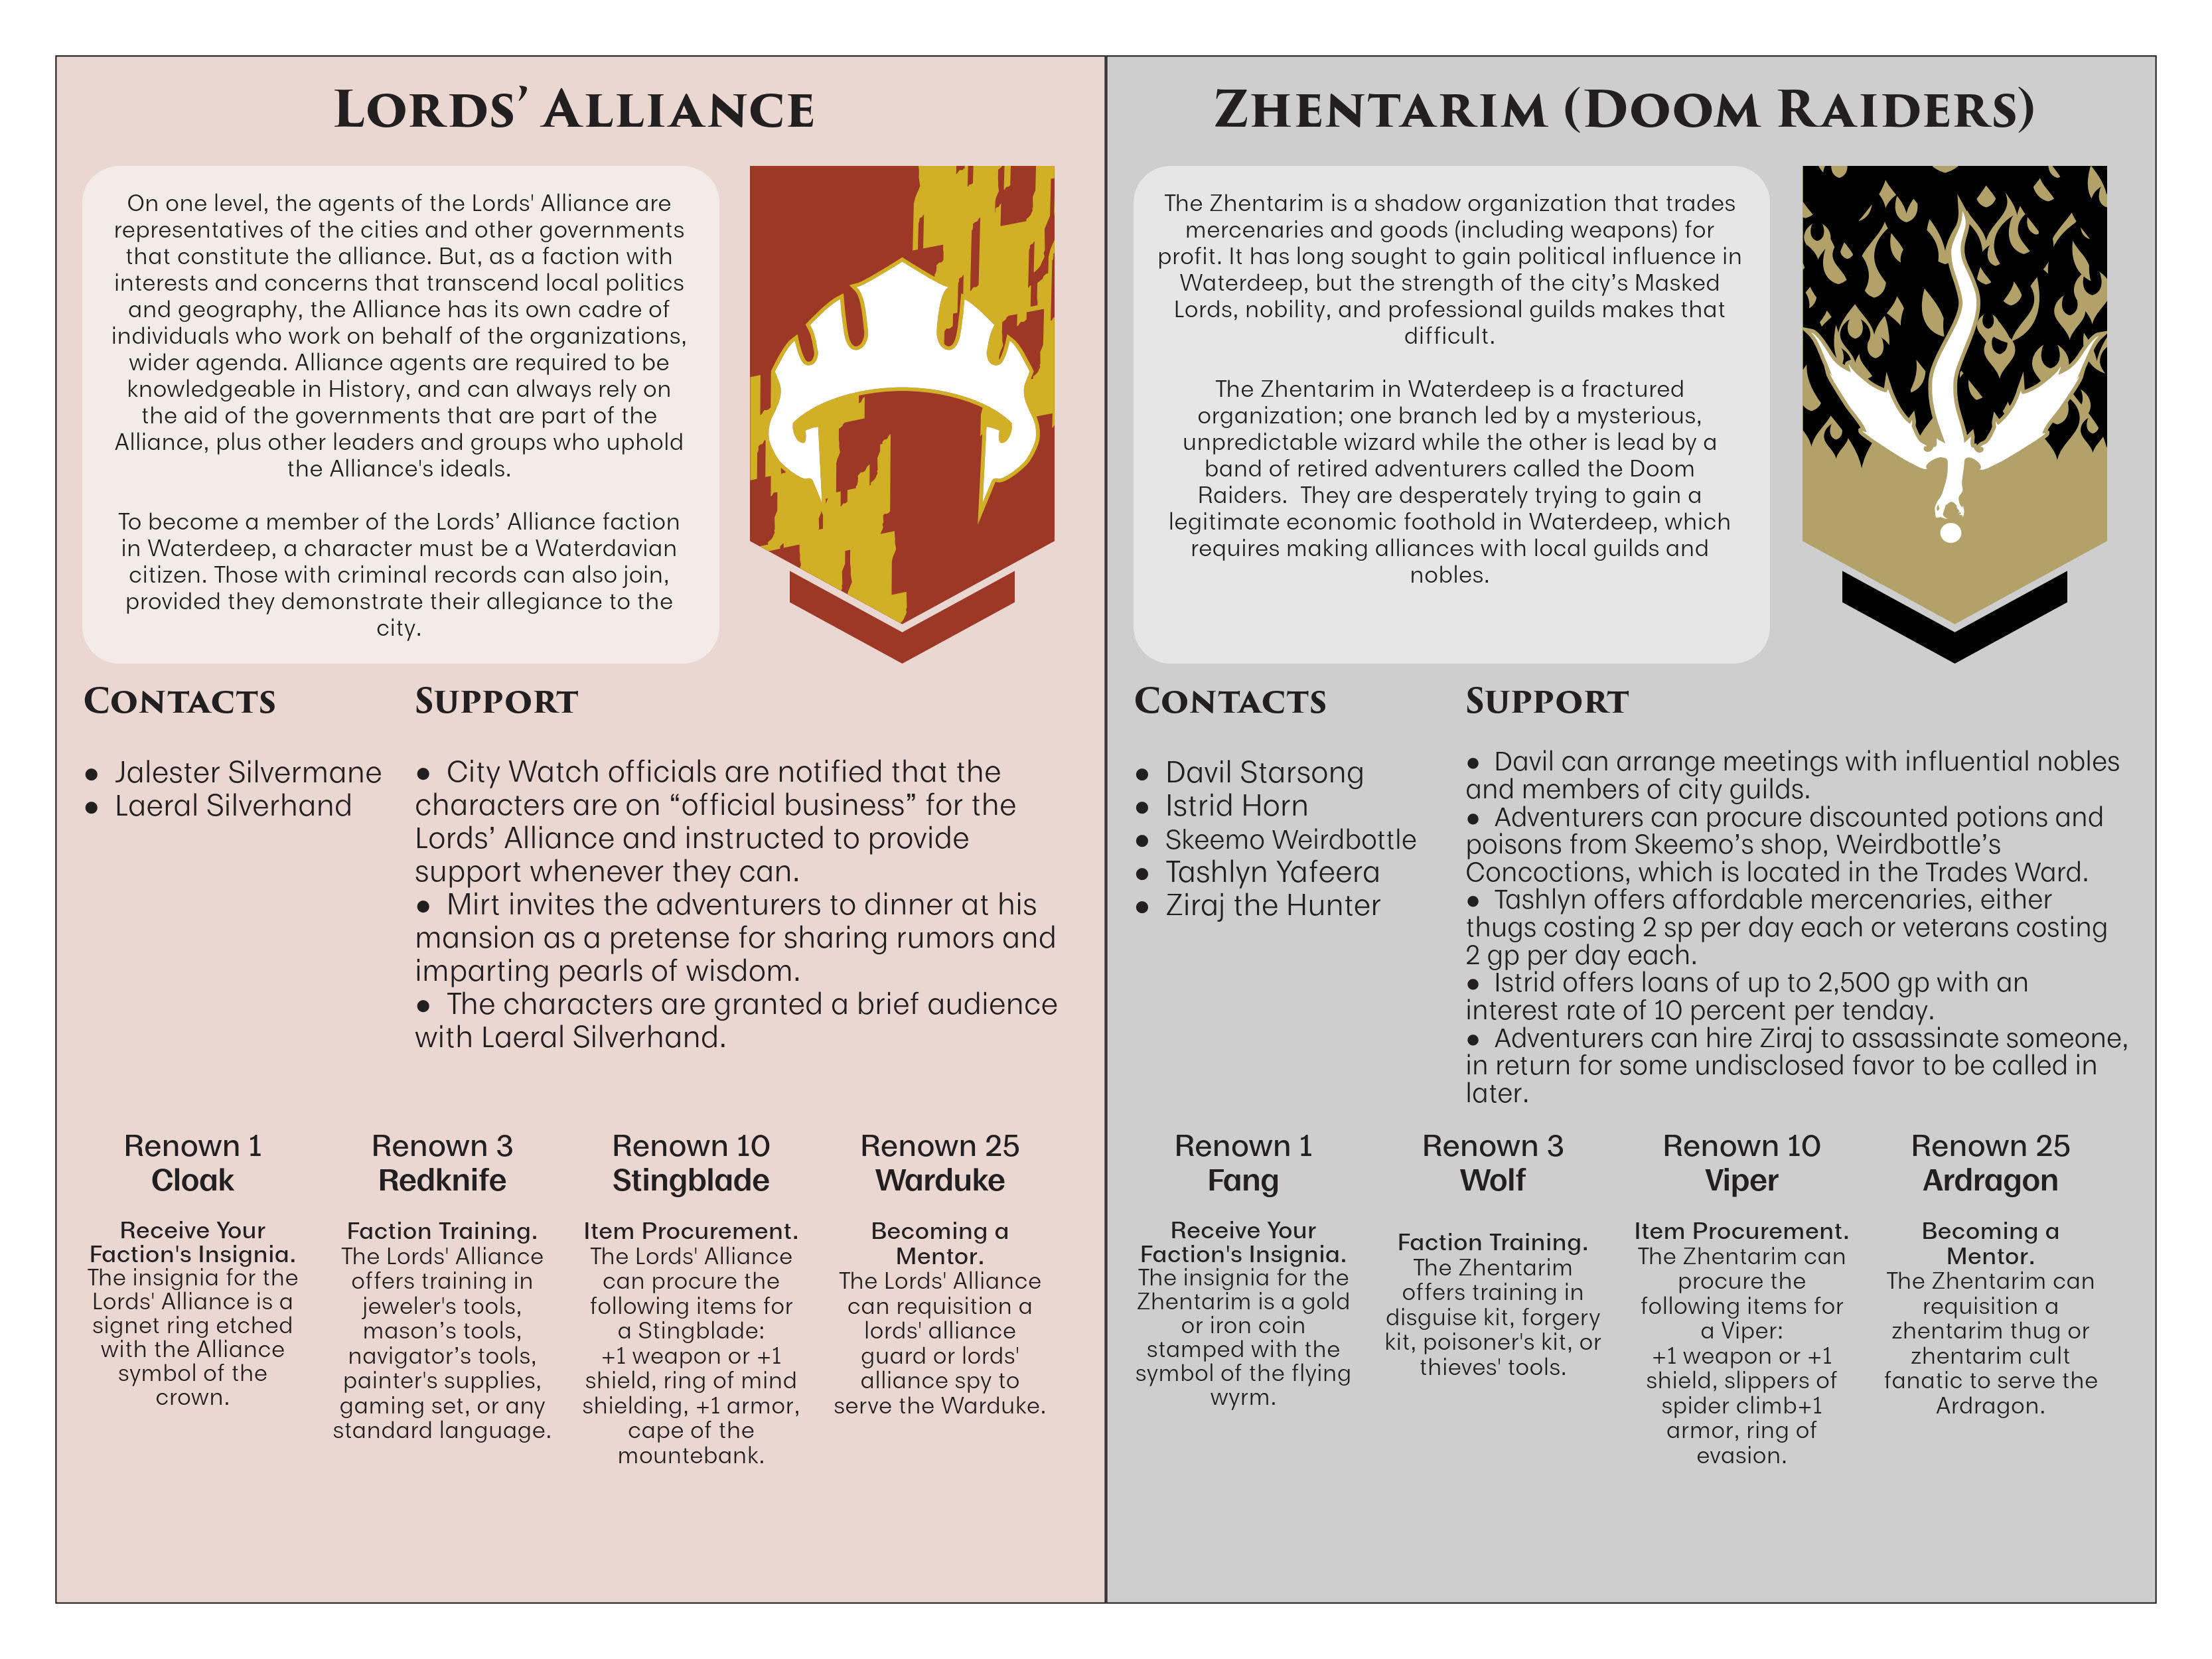 LORDS’ ALLIANCE
On one level, the agents of the Lords' Alliance are
representatives of the cities and other governments
that constitute the alliance. But, as a faction with
interests and concerns that transcend local politics
and geography, the Alliance has its own cadre of
individuals who work on behalf of the organizations,
wider agenda. Alliance agents are required to be
knowledgeable in History, and can always rely on
the aid of the governments that are part of the
Alliance, plus other leaders and groups who uphold
the Alliance's ideals.
To become a member of the Lords’ Alliance faction
in Waterdeep, a character must be a Waterdavian
citizen. Those with criminal records can also join,
provided they demonstrate their allegiance to the
city.
CONTACTS
● Jalester Silvermane
● Laeral Silverhand
SUPPORT
● City Watch officials are notified that the
characters are on “official business” for the
Lords’ Alliance and instructed to provide
support whenever they can.
● Mirt invites the adventurers to dinner at his
mansion as a pretense for sharing rumors and
imparting pearls of wisdom.
● The characters are granted a brief audience
with Laeral Silverhand.
Renown 1
Cloak
Receive Your
Faction's Insignia.
The insignia for the
Lords' Alliance is a
signet ring etched
with the Alliance
symbol of the
crown.
Renown 3
Redknife
Faction Training.
The Lords' Alliance
offers training in
jeweler's tools,
mason’s tools,
navigator’s tools,
painter's supplies,
gaming set, or any
standard language.
Renown 10
Stingblade
Item Procurement.
The Lords' Alliance
can procure the
following items for
a Stingblade:
+1 weapon or +1
shield, ring of mind
shielding, +1 armor,
cape of the
mountebank.
Renown 25
Warduke
Becoming a
Mentor.
The Lords' Alliance
can requisition a
lords' alliance
guard or lords'
alliance spy to
serve the Warduke.
ZHENTARIM (DOOM RAIDERS)
The Zhentarim is a shadow organization that trades
mercenaries and goods (including weapons) for
profit. It has long sought to gain political influence in
Waterdeep, but the strength of the city’s Masked
Lords, nobility, and professional guilds makes that
difficult.
The Zhentarim in Waterdeep is a fractured
organization; one branch led by a mysterious,
unpredictable wizard while the other is lead by a
band of retired adventurers called the Doom
Raiders. They are desperately trying to gain a
legitimate economic foothold in Waterdeep, which
requires making alliances with local guilds and
nobles.
CONTACTS
● Davil Starsong
● Istrid Horn
● Skeemo Weirdbottle
● Tashlyn Yafeera
● Ziraj the Hunter
SUPPORT
● Davil can arrange meetings with influential nobles
and members of city guilds.
● Adventurers can procure discounted potions and
poisons from Skeemo’s shop, Weirdbottle’s
Concoctions, which is located in the Trades Ward.
● Tashlyn offers affordable mercenaries, either
thugs costing 2 sp per day each or veterans costing
2 gp per day each.
● Istrid offers loans of up to 2,500 gp with an
interest rate of 10 percent per tenday.
● Adventurers can hire Ziraj to assassinate someone,
in return for some undisclosed favor to be called in
later.
Renown 1
Fang
Receive Your
Faction's Insignia.
The insignia for the
Zhentarim is a gold
or iron coin
stamped with the
symbol of the flying
wyrm.
Renown 3
Wolf
Faction Training.
The Zhentarim
offers training in
disguise kit, forgery
kit, poisoner's kit, or
thieves' tools.
Renown 10
Viper
Item Procurement.
The Zhentarim can
procure the
following items for
a Viper:
+1 weapon or +1
shield, slippers of
spider climb+1
armor, ring of
evasion.
Renown 25
Ardragon
Becoming a
Mentor.
The Zhentarim can
requisition a
zhentarim thug or
zhentarim cult
fanatic to serve the
Ardragon.